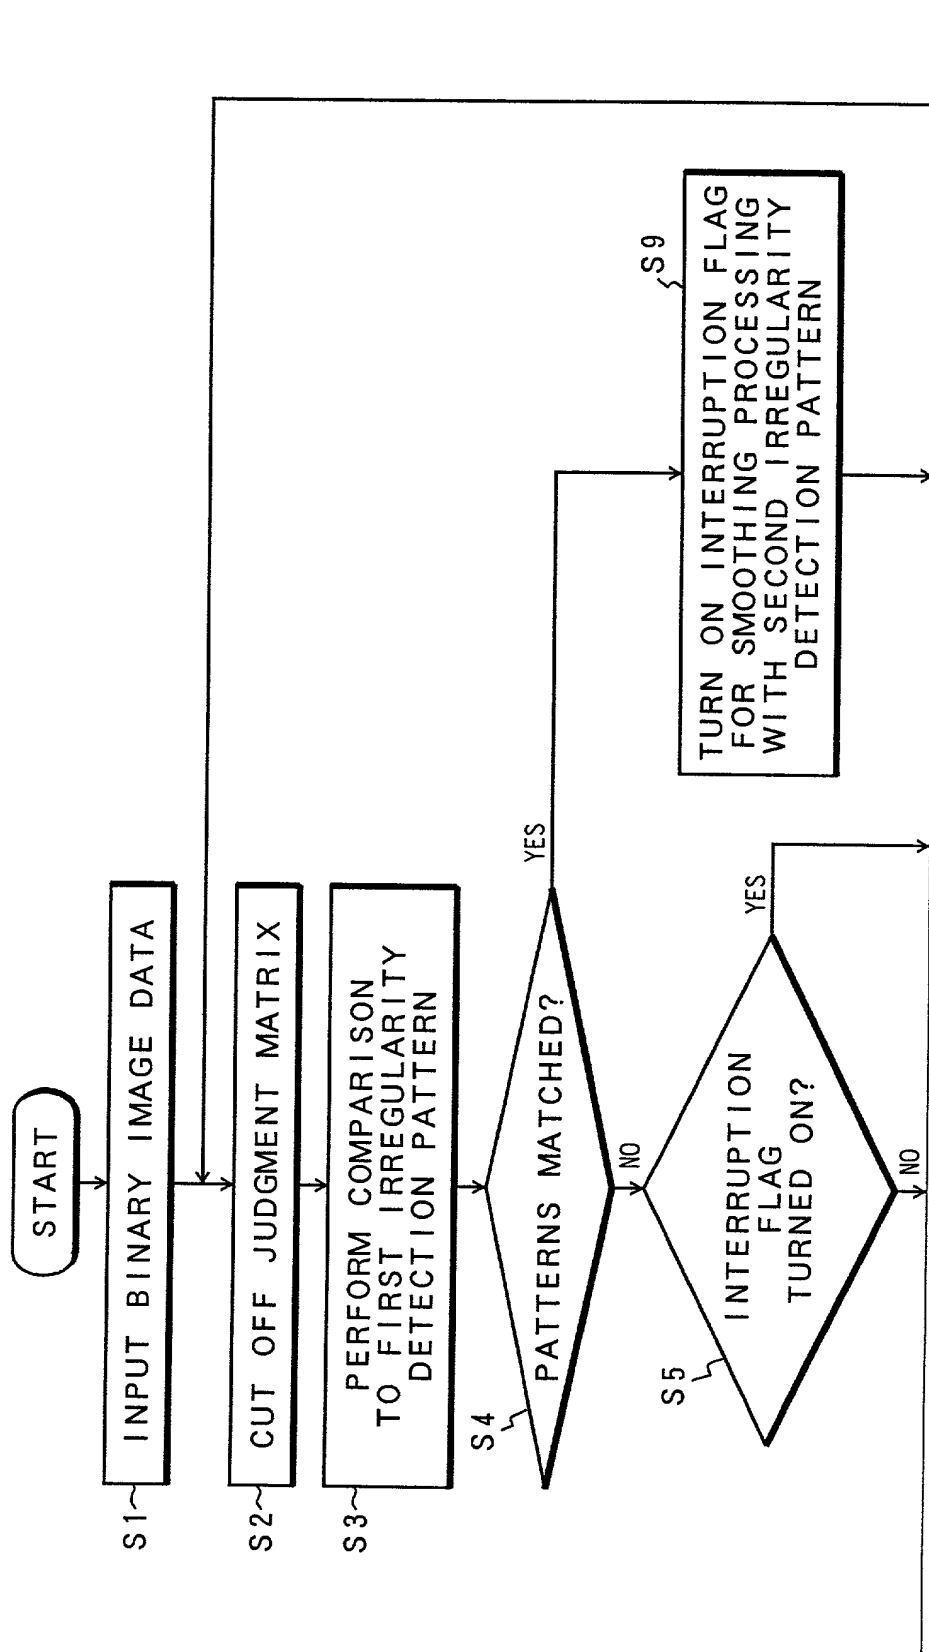 START
S1
INPUT BINARY IMAGE DATA
S2
CUT OFF JUDGMENT MATRIX
S3
PERFORM COMPARISON
TO FIRST IRREGULARITY
DETECTION PATTERN
S4
PATTERNS MATCHED?
YES
NO
S5
INTERRUPTION
FLAG
TURNED ON?
YES
NO
S9
TURN ON INTERRUPTION FLAG
FOR SMOOTHING PROCESSING
WITH SECOND IRREGULARITY
DETECTION PATTERN